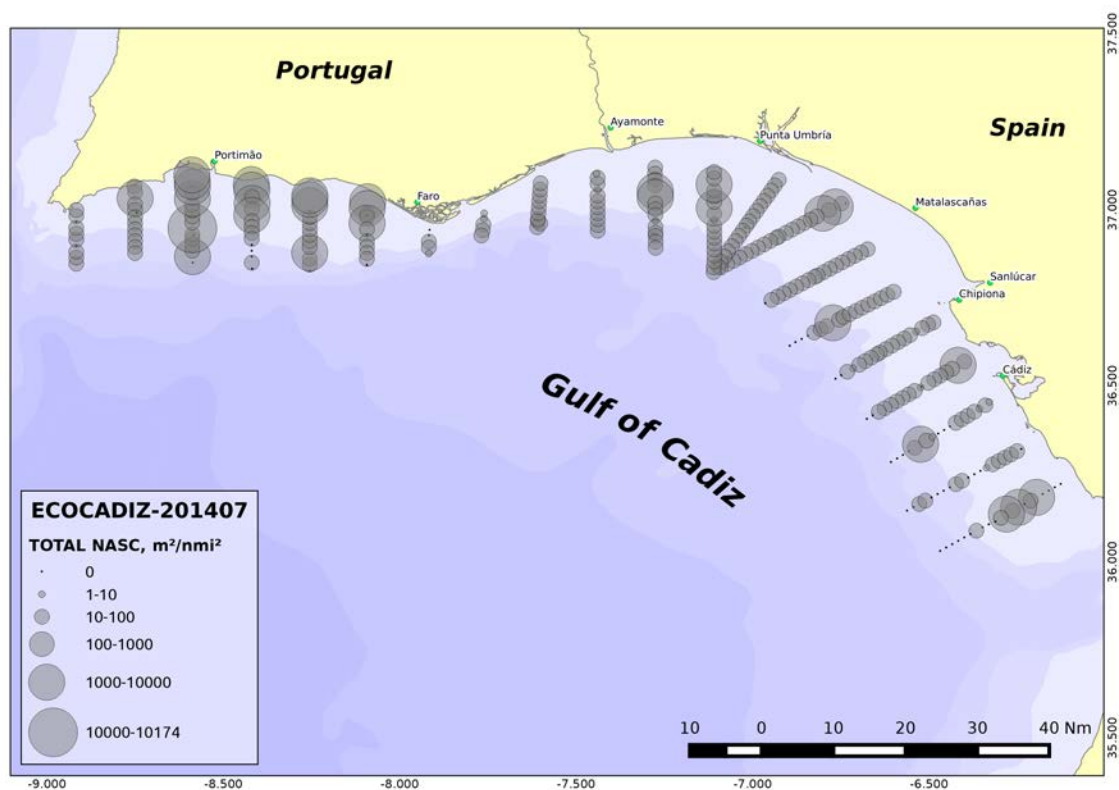 Portugal
Spain
Ayamonte
Punta Umbría
Portimão
Faro
Matalascañas
Sanlúcar
Chipiona
Cádiz
Gulf of Cadiz
ECOCADIZ-201407
TOTAL NASC, m²/nmi²
0
1-10
10-100
100-1000
1000-10000
10000-10174
10 0 10 20 30 40 Nm
37.500
37.000
36.500
36.000
35.500
-9.000 -8.500 -8.000 -7.500 -7.000 -6.500